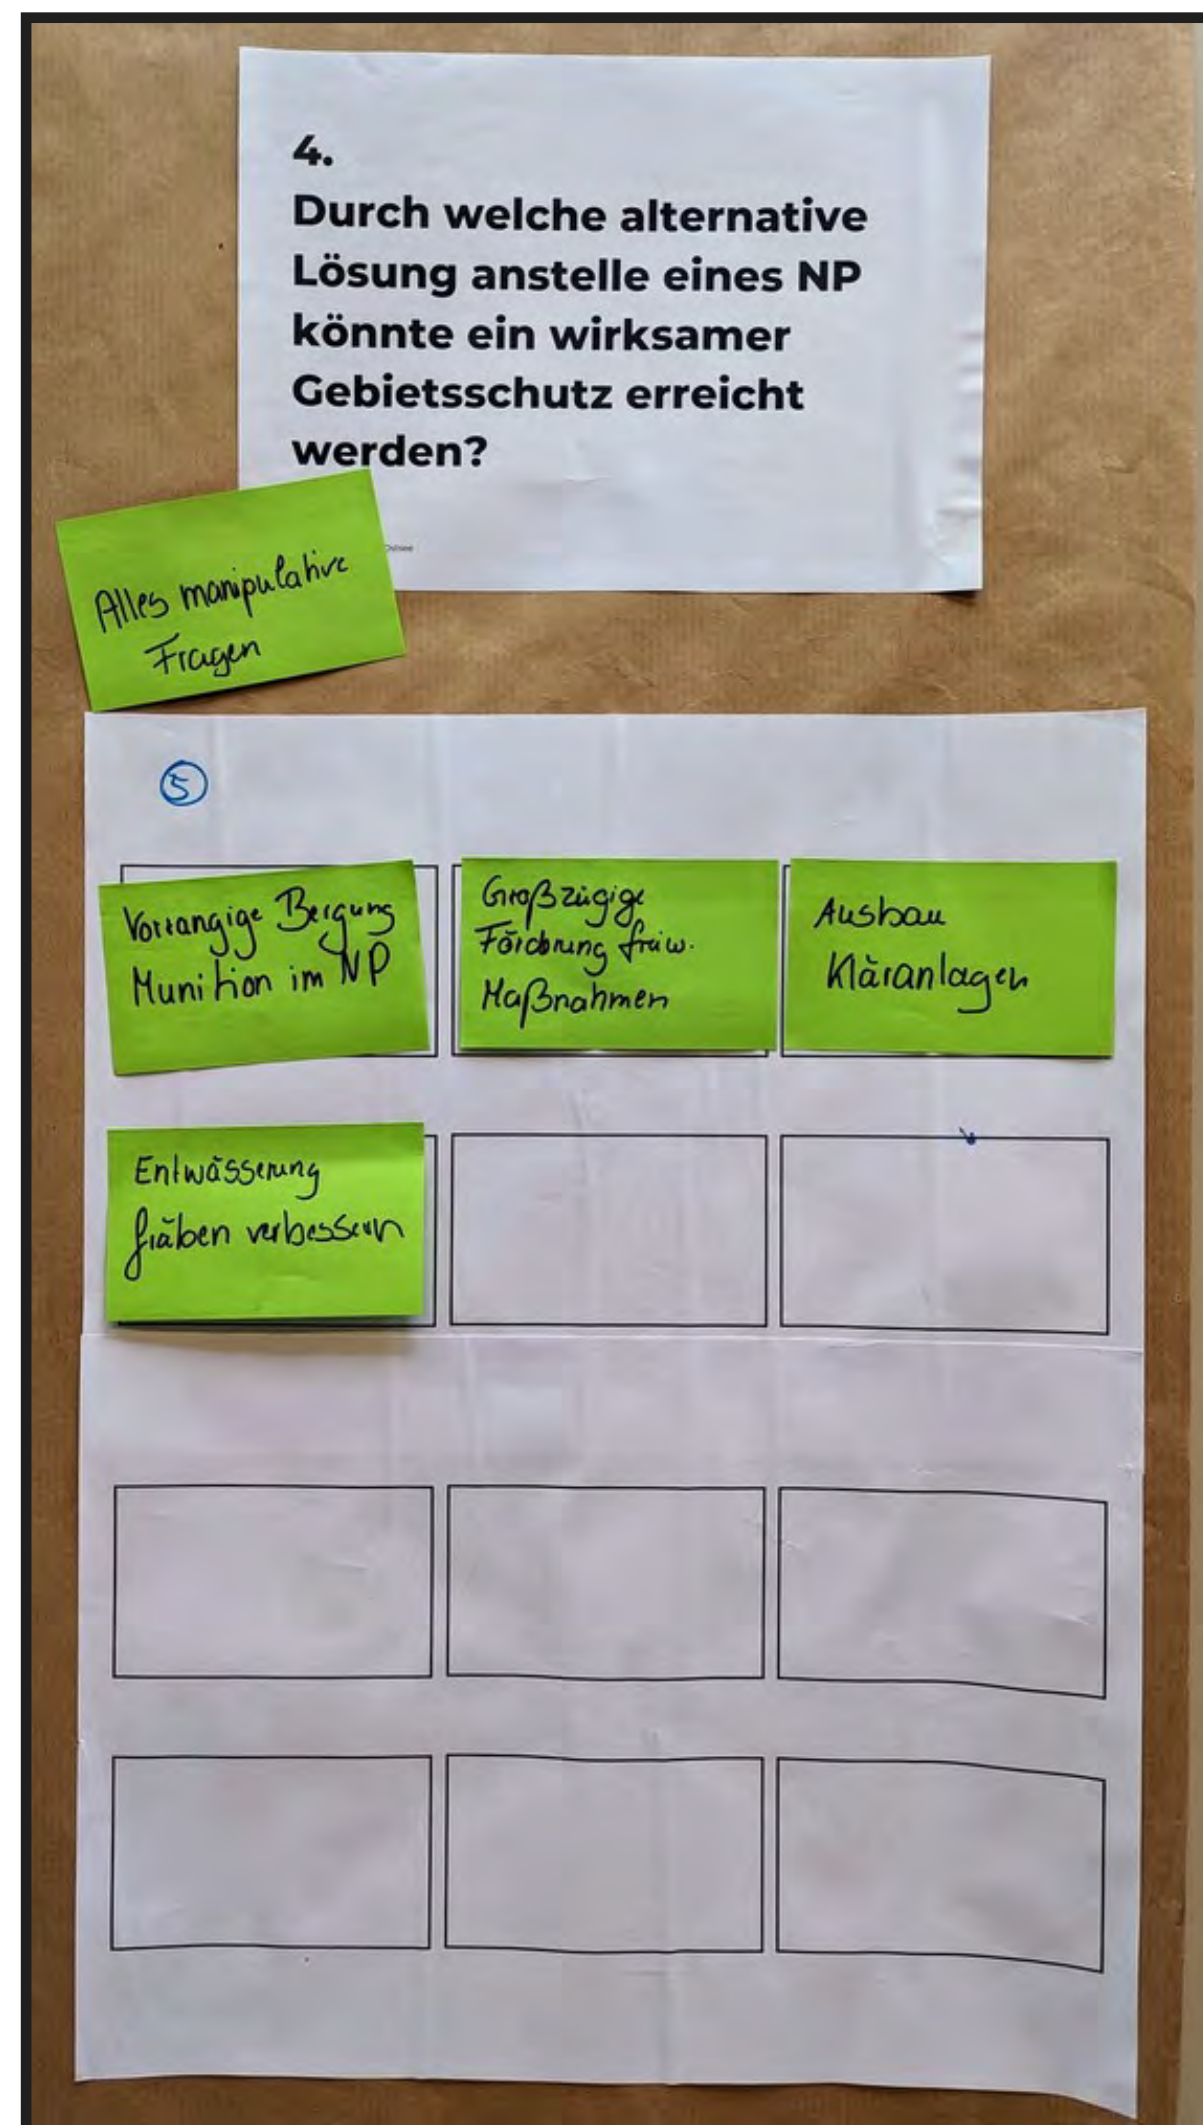 4.
Durch welche alternative
Lösung anstelle eines NP
könnte ein wirksamer
Gebietsschutz erreicht
werden?
Ostsee
Alles manipulative
Fragen
5
Vorrangige Bergung
Munition im NP
Großzügige
Förderung freiw.
Maßnahmen
Ausbau
Kläranlagen
Entwässerung
gräben verbessern